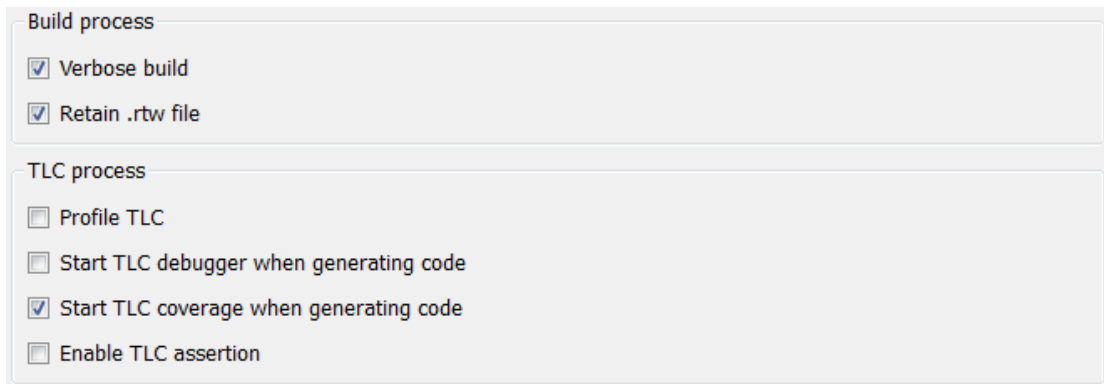 Build process
Verbose build
Retain .rtw file
TLC process
Profile TLC
Start TLC debugger when generating code
Start TLC coverage when generating code
Enable TLC assertion